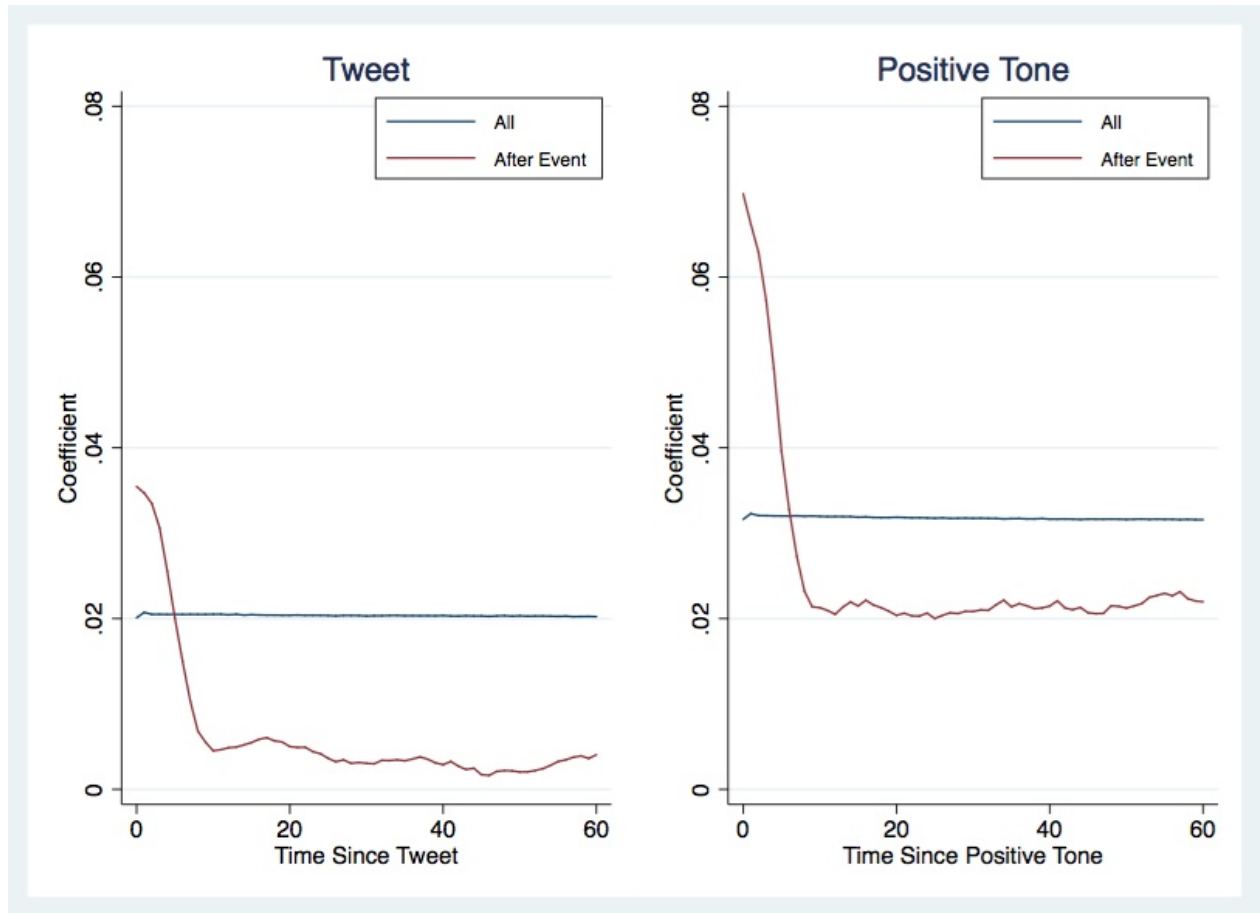 Tweet
All
After Event
Coefficient
.08
.06
.04
.02
0
0 20 40 60
Time Since Tweet
Positive Tone
All
After Event
Coefficient
.08
.06
.04
.02
0
0 20 40 60
Time Since Positive Tone